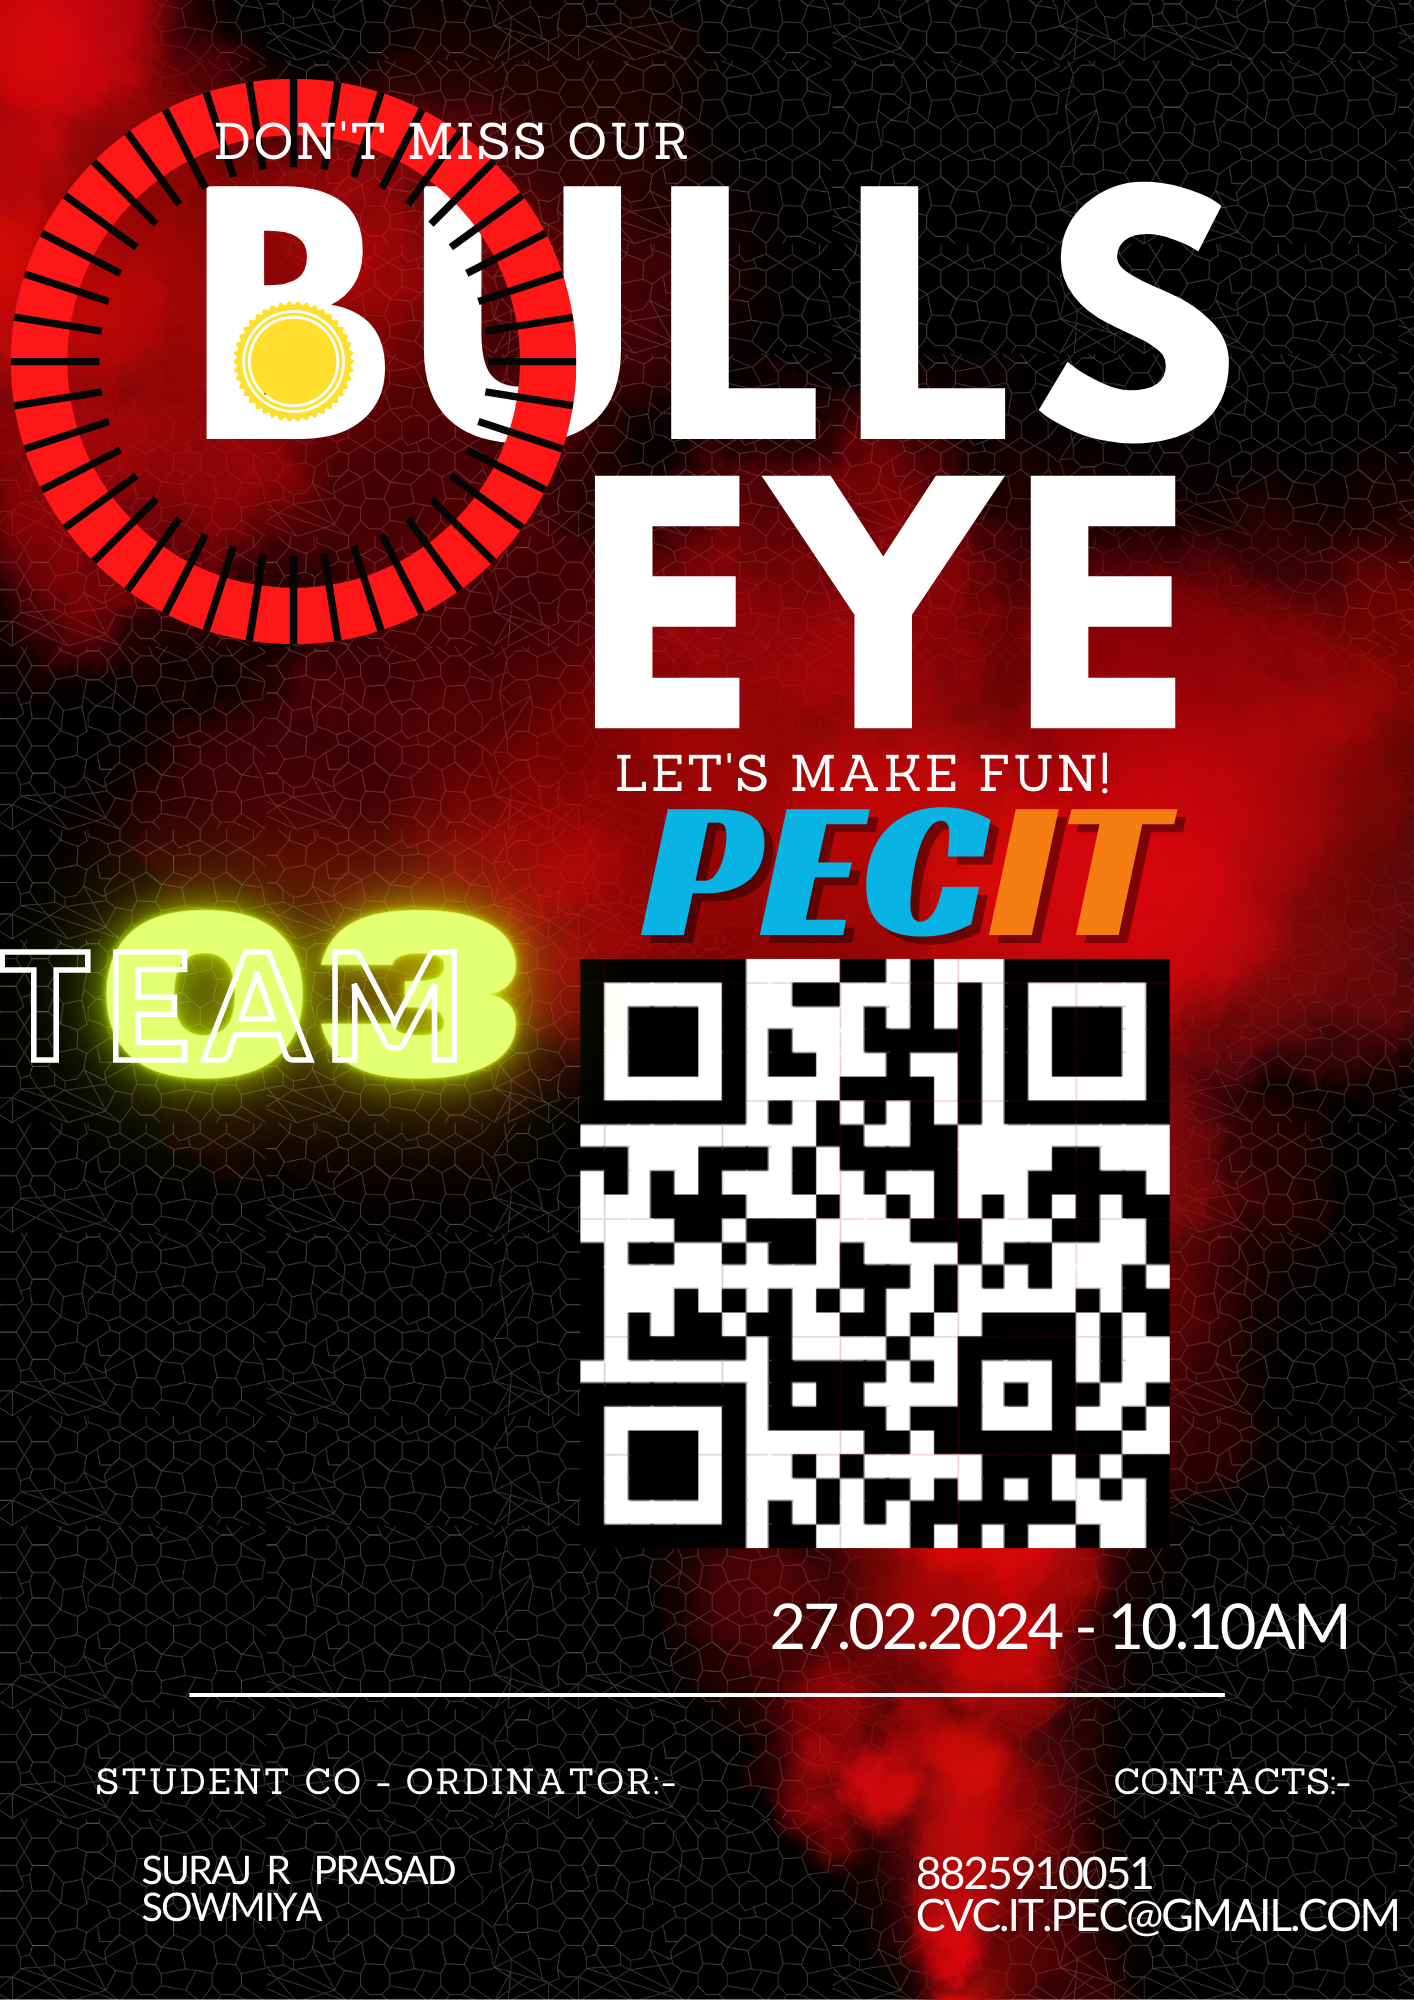 DON'T MISS OUR
BULLS
EYE
LET'S MAKE FUN!
PECIT
03
TEAM
27.02.2024 - 10.10AM
STUDENT CO - ORDINATOR:-
CONTACTS:-
SURAJ R PRASAD
SOWMIYA
8825910051
CVC.IT.PEC@GMAIL.COM